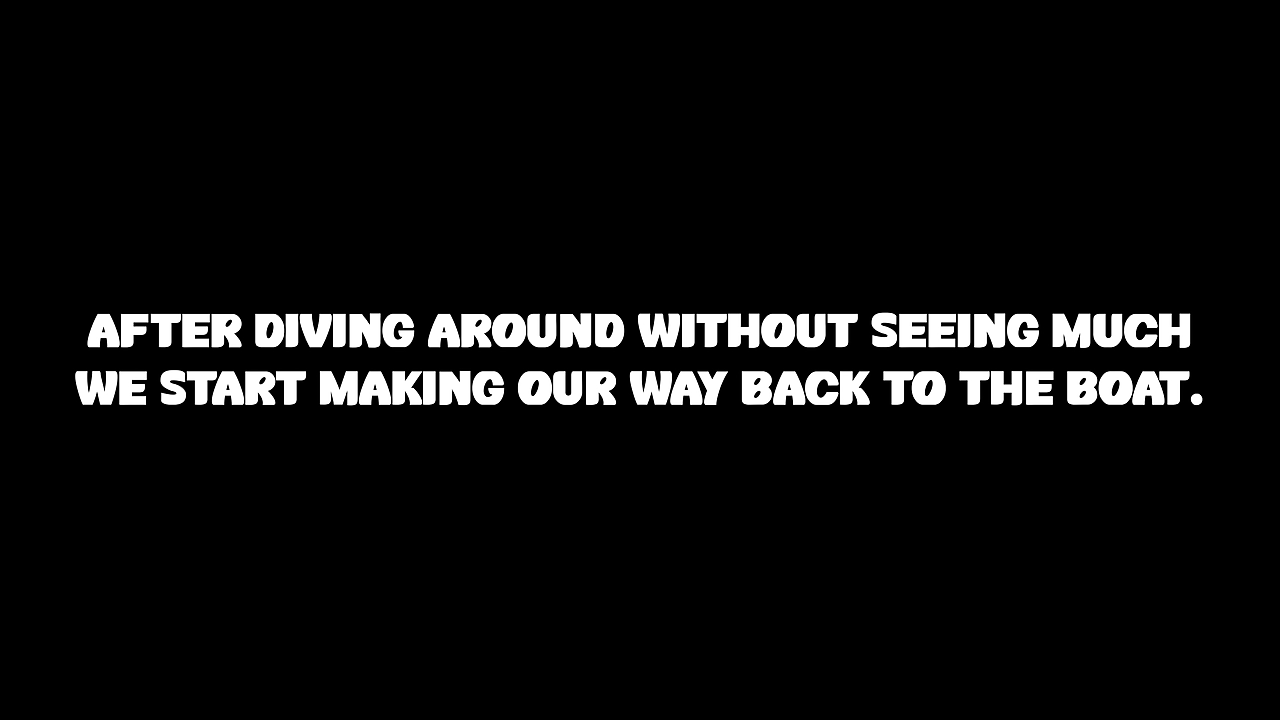 AFTER DIVING AROUND WITHOUT SEEING MUCH
WE START MAKING OUR WAY BACK TO THE BOAT.